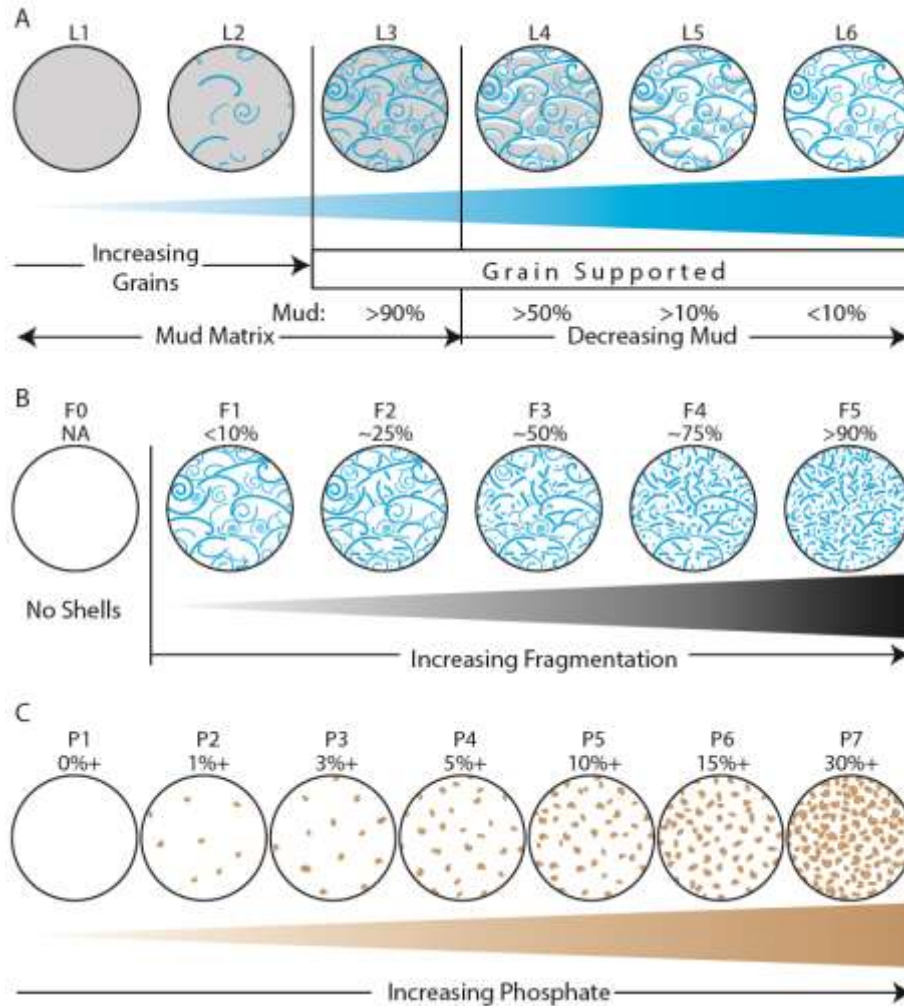 A
L1 L2 L3 L4 L5 L6
Increasing
Grains
Grain Supported
Mud: >90% >50% >10% <10%
Mud Matrix Decreasing Mud
B
F0 F1 F2 F3 F4 F5
NA <10% ~25% ~50% ~75% >90%
No Shells
Increasing Fragmentation
C
P1 P2 P3 P4 P5 P6 P7
0%+ 1%+ 3%+ 5%+ 10%+ 15%+ 30%+
Increasing Phosphate